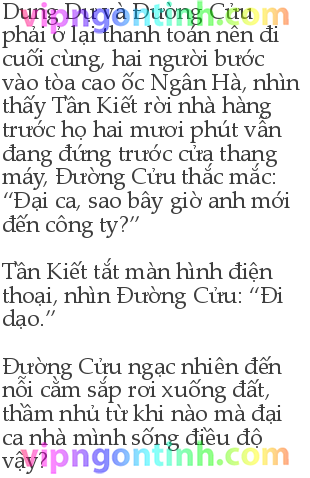 Dung Dư và Đường Cửu
phải ở lại thanh toán nên đi
cuối cùng, hai người bước
vào tòa cao ốc Ngân Hà, nhìn
thấy Tần Kiết rời nhà hàng
trước họ hai mươi phút vẫn
đang đứng trước cửa thang
máy, Đường Cửu thắc mắc:
“Đại ca, sao bây giờ anh mới
đến công ty?”
Tần Kiết tắt màn hình điện
thoại, nhìn Đường Cửu: “Đi
dạo.”
Đường Cửu ngạc nhiên đến
nỗi cằm sắp rơi xuống đất,
thầm nhủ từ khi nào mà đại
ca nhà mình sống điều độ
vậy?
vipngontinh.com
vipngontinh.com